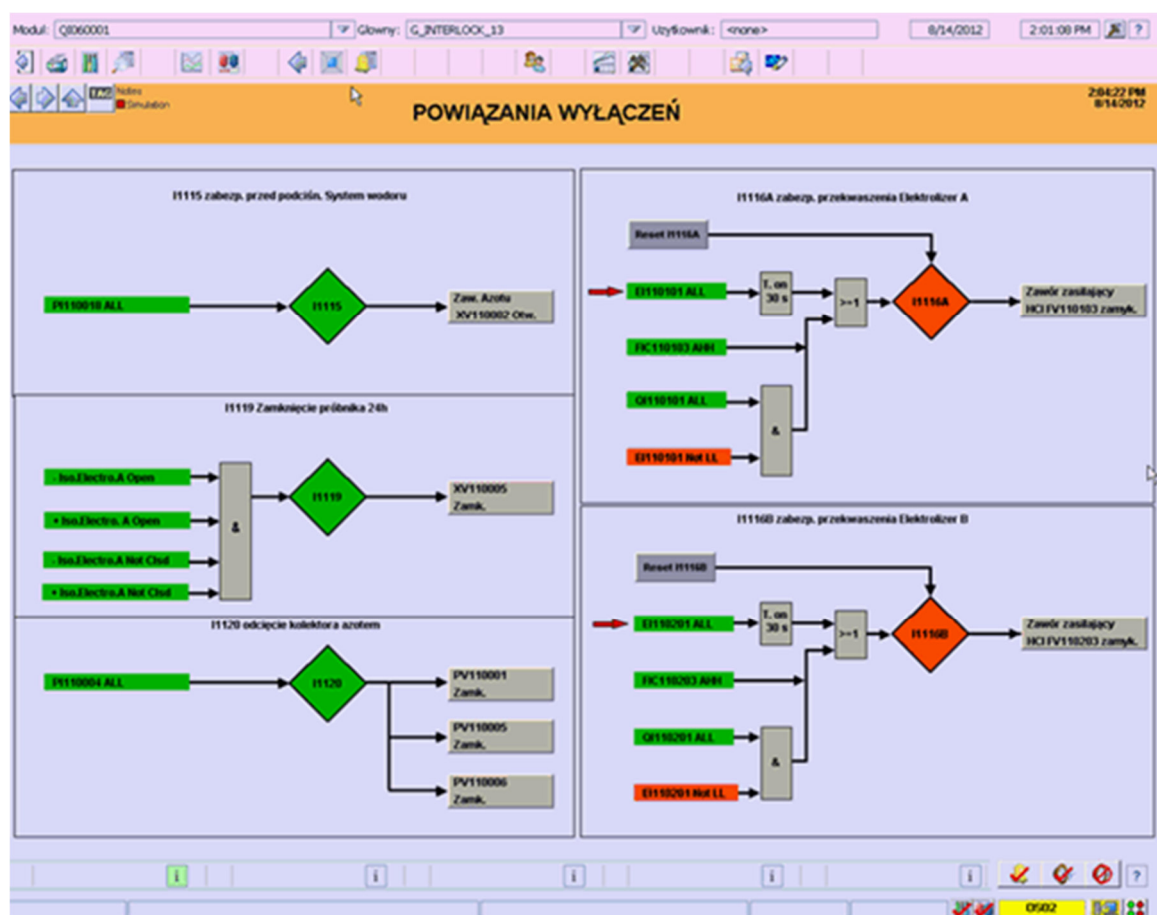 Modul: QI060001 Glowny: G_INTERLOCK_13 Użytkownik: <none> 8/14/2012 2:01:08 PM ?
TAG Notes
Simulation
POWIĄZANIA WYŁĄCZEŃ
2:04:22 PM
8/14/2012
I1115 zabezp. przed podciśn. System wodoru
PI110010 ALL
I1115
Zaw. Azotu
XV110002 Otw.
I1119 Zamknięcie próbnika 24h
- Iso.Electro.A Open
+ Iso.Electro. A Open
- Iso.Electro.A Not Clsd
+ Iso.Electro.A Not Clsd
&
I1119
XV110005
Zamk.
I1120 odcięcie kolektora azotem
PI110004 ALL
I1120
PV110001
Zamk.
PV110005
Zamk.
PV110006
Zamk.
I1116A zabezp. przekwaszenia Elektrolizer A
Reset I1116A
EI110101 ALL
T. on
30 s
>=1
I1116A
Zawór zasilający
HCl FV110103 zamyk.
FIC110103 AHH
QI110101 ALL
&
EI110101 Not LL
I1116B zabezp. przekwaszenia Elektrolizer B
Reset I1116B
EI110201 ALL
T. on
30 s
>=1
I1116B
Zawór zasilający
HCl FV110203 zamyk.
FIC110203 AHH
QI110201 ALL
&
EI110201 Not LL
i i i i i ?
OS02